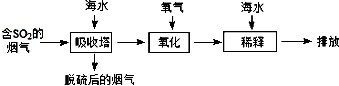 海水 氧气 海水
含SO₂的
烟气
吸收塔 氧化 稀释 排放
脱硫后的烟气